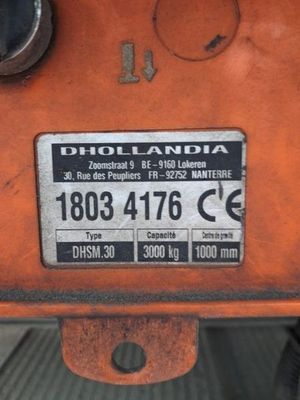 DHOLLANDIA
Zoomstraat 9 BE-9160 Lokeren
30, Rue des Peupliers FR-92752 NANTERRE
1803 4176 CE
Type Capacité Centre de gravité
DHSM.30 3000 kg 1000 mm